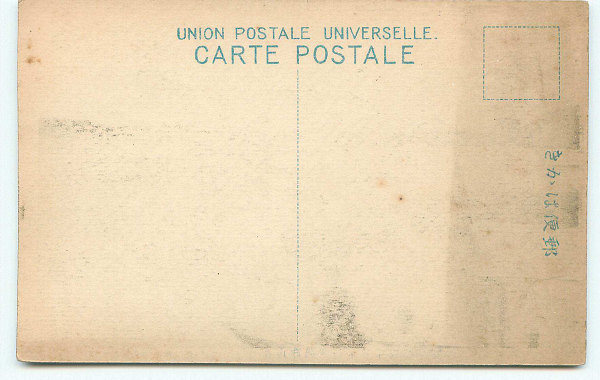 UNION POSTALE UNIVERSELLE.
CARTE POSTALE
きかは便郵